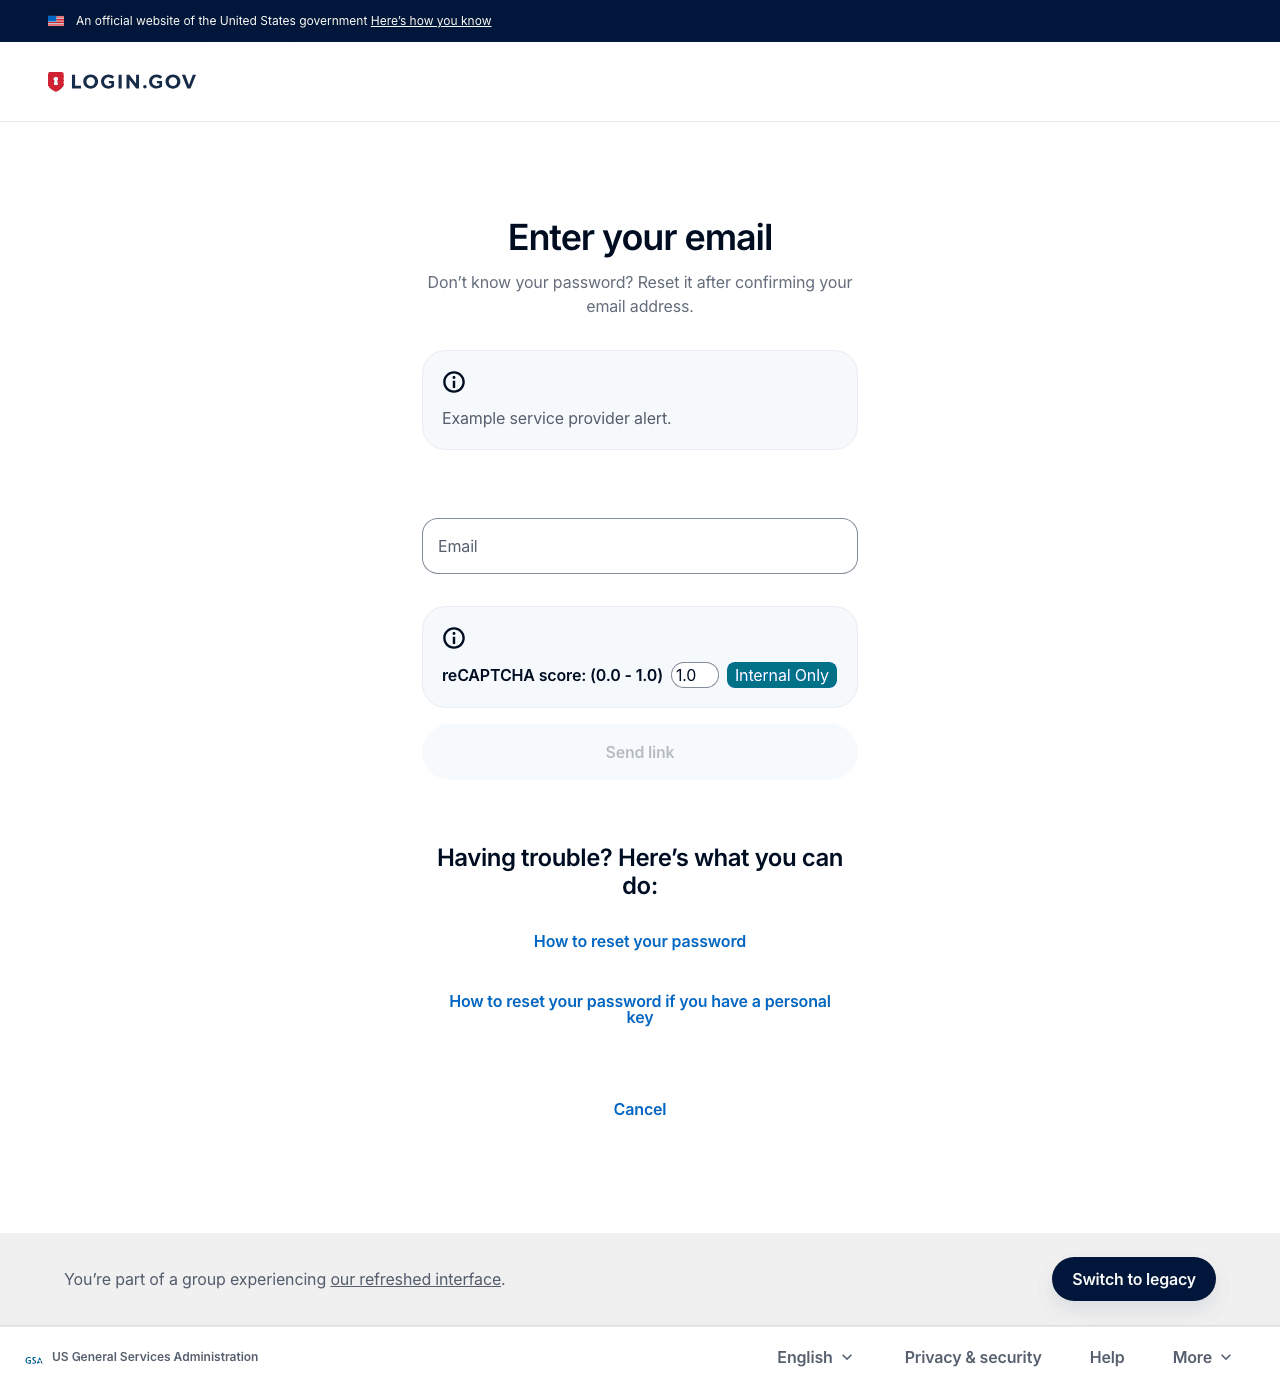 An official website of the United States government Here’s how you know
LOGIN.GOV
Enter your email
Don’t know your password? Reset it after confirming your
email address.
Example service provider alert.
Email
reCAPTCHA score: (0.0 - 1.0) 1.0 Internal Only
Send link
Having trouble? Here’s what you can
do:
How to reset your password
How to reset your password if you have a personal
key
Cancel
You’re part of a group experiencing our refreshed interface.
Switch to legacy
GSA US General Services Administration
English
Privacy & security
Help
More